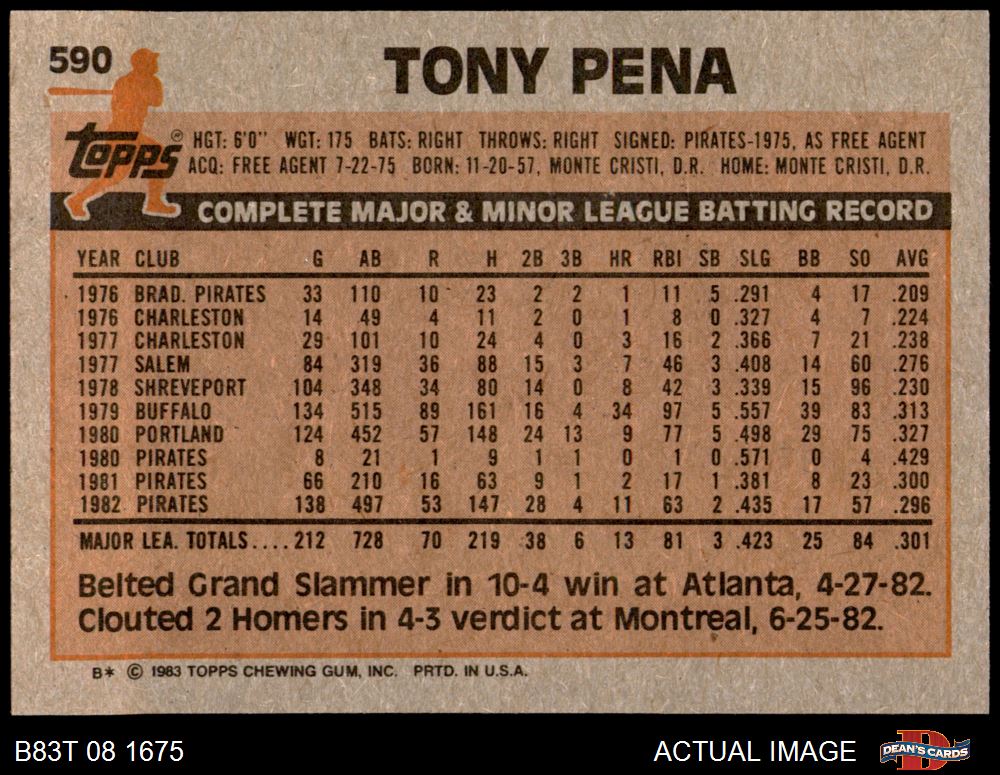 590 TONY PENA
Topps ® HGT: 6'0" WGT: 175 BATS: RIGHT THROWS: RIGHT SIGNED: PIRATES-1975, AS FREE AGENT
ACQ: FREE AGENT 7-22-75 BORN: 11-20-57, MONTE CRISTI, D.R. HOME: MONTE CRISTI, D.R.
COMPLETE MAJOR & MINOR LEAGUE BATTING RECORD
YEAR CLUB G AB R H 2B 3B HR RBI SB SLG BB SO AVG
1976 BRAD. PIRATES 33 110 10 23 2 2 1 11 5 .291 4 17 .209
1976 CHARLESTON 14 49 4 11 2 0 1 8 0 .327 4 7 .224
1977 CHARLESTON 29 101 10 24 4 0 3 16 2 .366 7 21 .238
1977 SALEM 84 319 36 88 15 3 7 46 3 .408 14 60 .276
1978 SHREVEPORT 104 348 34 80 14 0 8 42 3 .339 15 96 .230
1979 BUFFALO 134 515 89 161 16 4 34 97 5 .557 39 83 .313
1980 PORTLAND 124 452 57 148 24 13 9 77 5 .498 29 75 .327
1980 PIRATES 8 21 1 9 1 1 0 1 0 .571 0 4 .429
1981 PIRATES 66 210 16 63 9 1 2 17 1 .381 8 23 .300
1982 PIRATES 138 497 53 147 28 4 11 63 2 .435 17 57 .296
MAJOR LEA. TOTALS....212 728 70 219 38 6 13 81 3 .423 25 84 .301
Belted Grand Slammer in 10-4 win at Atlanta, 4-27-82.
Clouted 2 Homers in 4-3 verdict at Montreal, 6-25-82.
B* © 1983 TOPPS CHEWING GUM, INC. PRTD. IN U.S.A.
B83T 08 1675 ACTUAL IMAGE DEAN'S CARDS